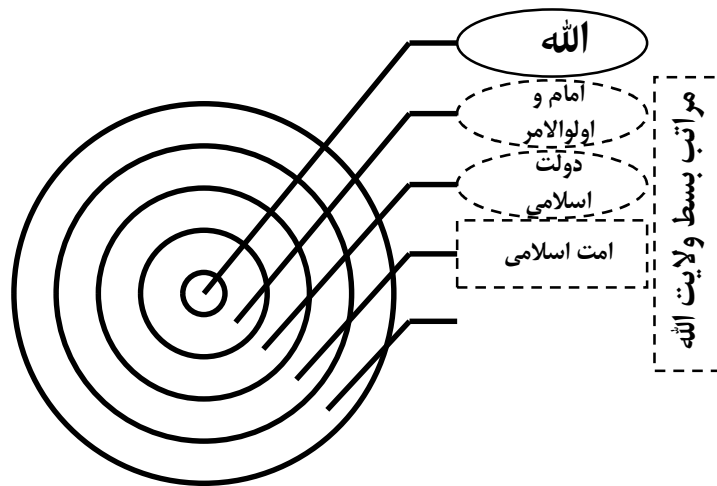 الله
امام و
اولوالامر
دولت
اسلامی
امت اسلامی
مراتب بسط ولایت الله